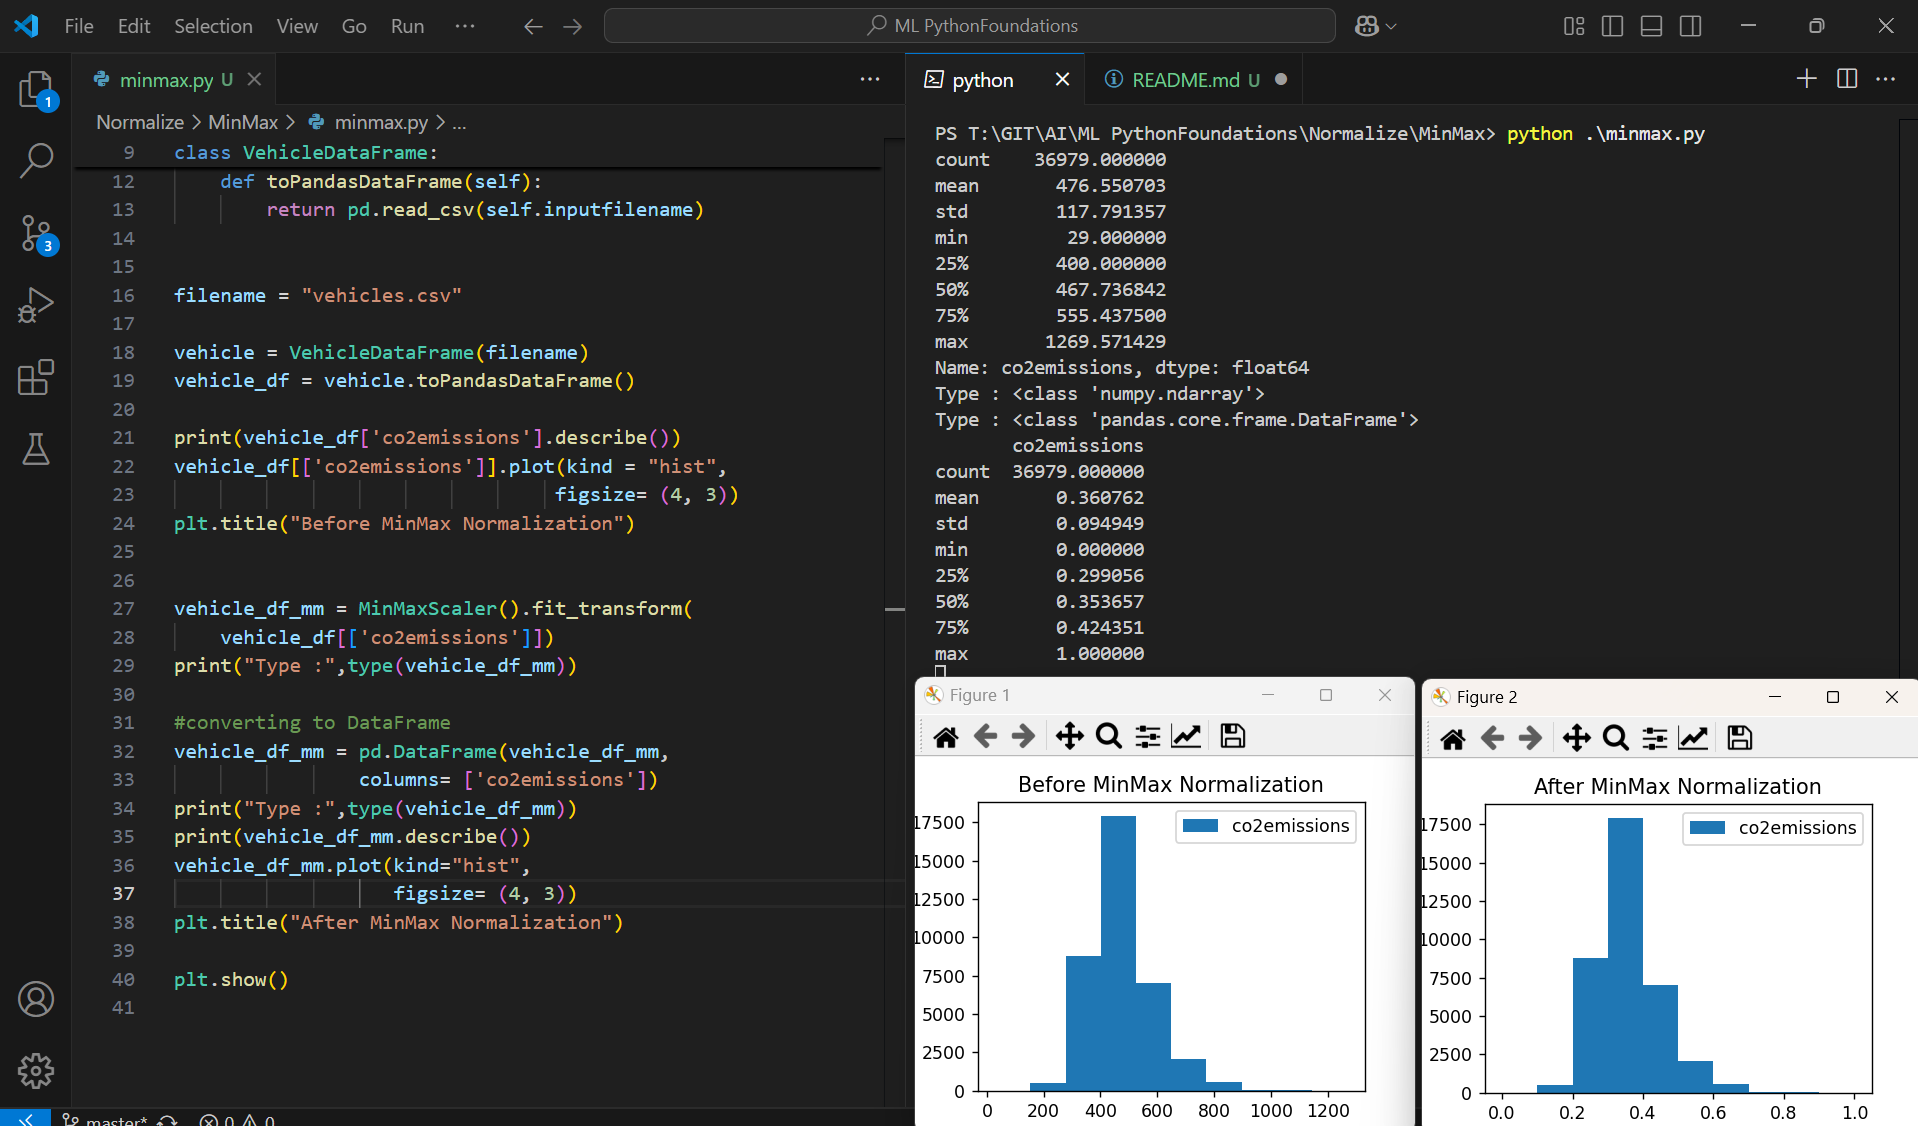 File Edit Selection View Go Run ··· ML PythonFoundations
minmax.py U
Normalize > MinMax > minmax.py > ...
9 class VehicleDataFrame:
12 def toPandasDataFrame(self):
13 return pd.read_csv(self.inputfilename)
14
15
16 filename = "vehicles.csv"
17
18 vehicle = VehicleDataFrame(filename)
19 vehicle_df = vehicle.toPandasDataFrame()
20
21 print(vehicle_df['co2emissions'].describe())
22 vehicle_df[['co2emissions']].plot(kind = "hist",
23 figsize= (4, 3))
24 plt.title("Before MinMax Normalization")
25
26
27 vehicle_df_mm = MinMaxScaler().fit_transform(
28 vehicle_df[['co2emissions']])
29 print("Type :",type(vehicle_df_mm))
30
31 #converting to DataFrame
32 vehicle_df_mm = pd.DataFrame(vehicle_df_mm,
33 columns= ['co2emissions'])
34 print("Type :",type(vehicle_df_mm))
35 print(vehicle_df_mm.describe())
36 vehicle_df_mm.plot(kind="hist",
37 figsize= (4, 3))
38 plt.title("After MinMax Normalization")
39
40 plt.show()
41
1
3
master* 0 0
python README.md U
PS T:\GIT\AI\ML PythonFoundations\Normalize\MinMax> python .\minmax.py
count 36979.000000
mean 476.550703
std 117.791357
min 29.000000
25% 400.000000
50% 467.736842
75% 555.437500
max 1269.571429
Name: co2emissions, dtype: float64
Type : <class 'numpy.ndarray'>
Type : <class 'pandas.core.frame.DataFrame'>
co2emissions
count 36979.000000
mean 0.360762
std 0.094949
min 0.000000
25% 0.299056
50% 0.353657
75% 0.424351
max 1.000000
Figure 1
Before MinMax Normalization
co2emissions
17500
15000
12500
10000
7500
5000
2500
0
0 200 400 600 800 1000 1200
Figure 2
After MinMax Normalization
co2emissions
17500
15000
12500
10000
7500
5000
2500
0
0.0 0.2 0.4 0.6 0.8 1.0